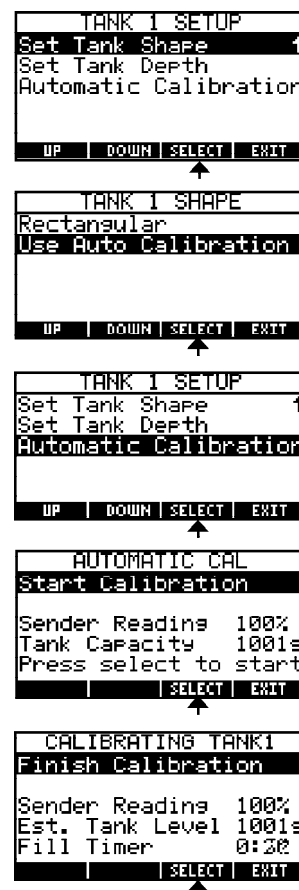 TANK 1 SETUP
Set Tank Shape
Set Tank Depth
Automatic Calibration
UP DOWN SELECT EXIT
TANK 1 SHAPE
Rectangular
Use Auto Calibration
UP DOWN SELECT EXIT
TANK 1 SETUP
Set Tank Shape
Set Tank Depth
Automatic Calibration
UP DOWN SELECT EXIT
AUTOMATIC CAL
Start Calibration
Sender Reading 100%
Tank Capacity 100ls
Press select to start
SELECT EXIT
CALIBRATING TANK1
Finish Calibration
Sender Reading 100%
Est. Tank Level 100ls
Fill Timer
SELECT EXIT